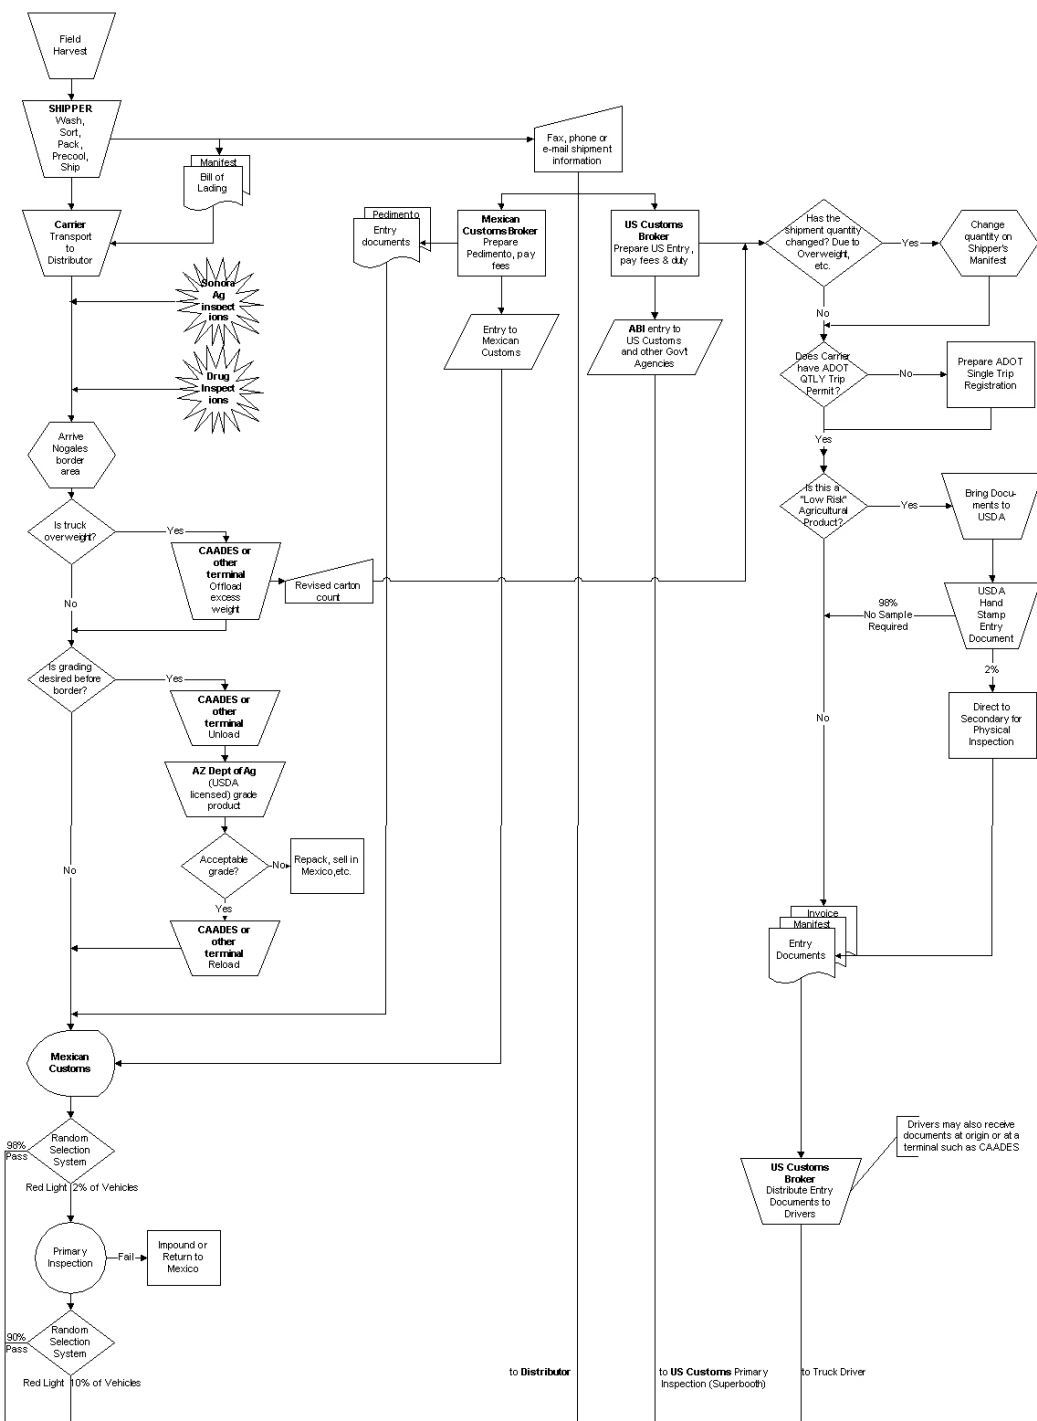 Field
Harvest
SHIPPER
Wash,
Sort,
Pack,
Precool,
Ship
Manifest
Bill of
Lading
Fax, phone or
e-mail shipment
information
Carrier
Transport
to
Distributor
Pedimento
Entry
documents
Mexican
Customs Broker
Prepare
Pedimento, pay
fees
US Customs
Broker
Prepare US Entry,
pay fees & duty
Has the
shipment quantity
changed? Due to
Overweight,
etc.
Yes
Change
quantity on
Shipper's
Manifest
No
Sonora
Ag
inspect
ions
Entry to
Mexican
Customs
ABI entry to
US Customs
and other Gov't
Agencies
Does Carrier
have ADOT
QTLY Trip
Permit?
No
Prepare ADOT
Single Trip
Registration
Drug
Inspect
ions
Yes
Arrive
Nogales
border
area
Is this a
"Low Risk"
Agricultural
Product?
Yes
Bring Docu-
ments to
USDA
Is truck
overweight?
Yes
CAADES or
other
terminal
Offload
excess
weight
Revised carton
count
No
98%
No Sample
Required
USDA
Hand
Stamp
Entry
Document
2%
Is grading
desired before
border?
Yes
CAADES or
other
terminal
Unload
No
Direct to
Secondary for
Physical
Inspection
AZ Dept of Ag
(USDA
licensed) grade
product
No
Acceptable
grade?
No
Repack, sell in
Mexico,etc.
Yes
CAADES or
other
terminal
Reload
Invoice
Manifest
Entry
Documents
Mexican
Customs
98%
Pass
Random
Selection
System
Red Light 2% of Vehicles
Drivers may also receive
documents at origin or at a
terminal such as CAADES
US Customs
Broker
Distribute Entry
Documents to
Drivers
Primary
Inspection
Fail
Impound or
Return to
Mexico
90%
Pass
Random
Selection
System
Red Light 10% of Vehicles
to Distributor
to US Customs Primary
Inspection (Superbooth)
to Truck Driver